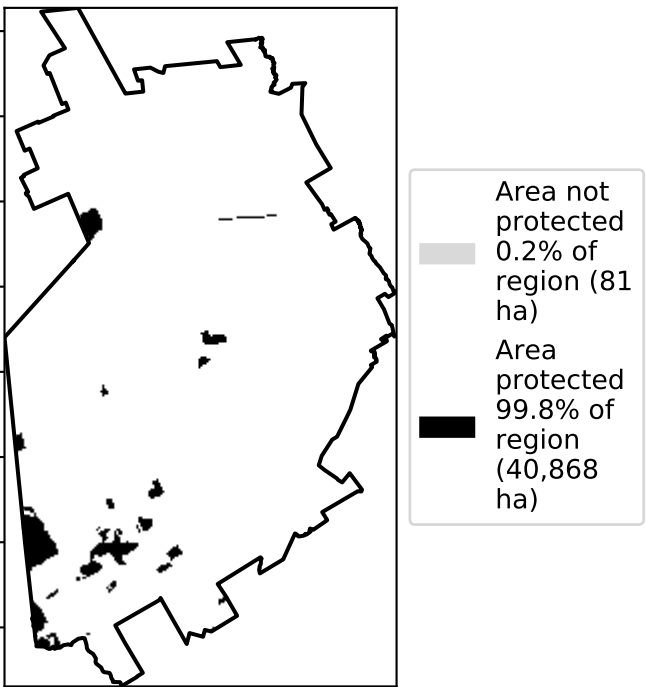 Area not
protected
0.2% of
region (81
ha)
Area
protected
99.8% of
region
(40,868
ha)